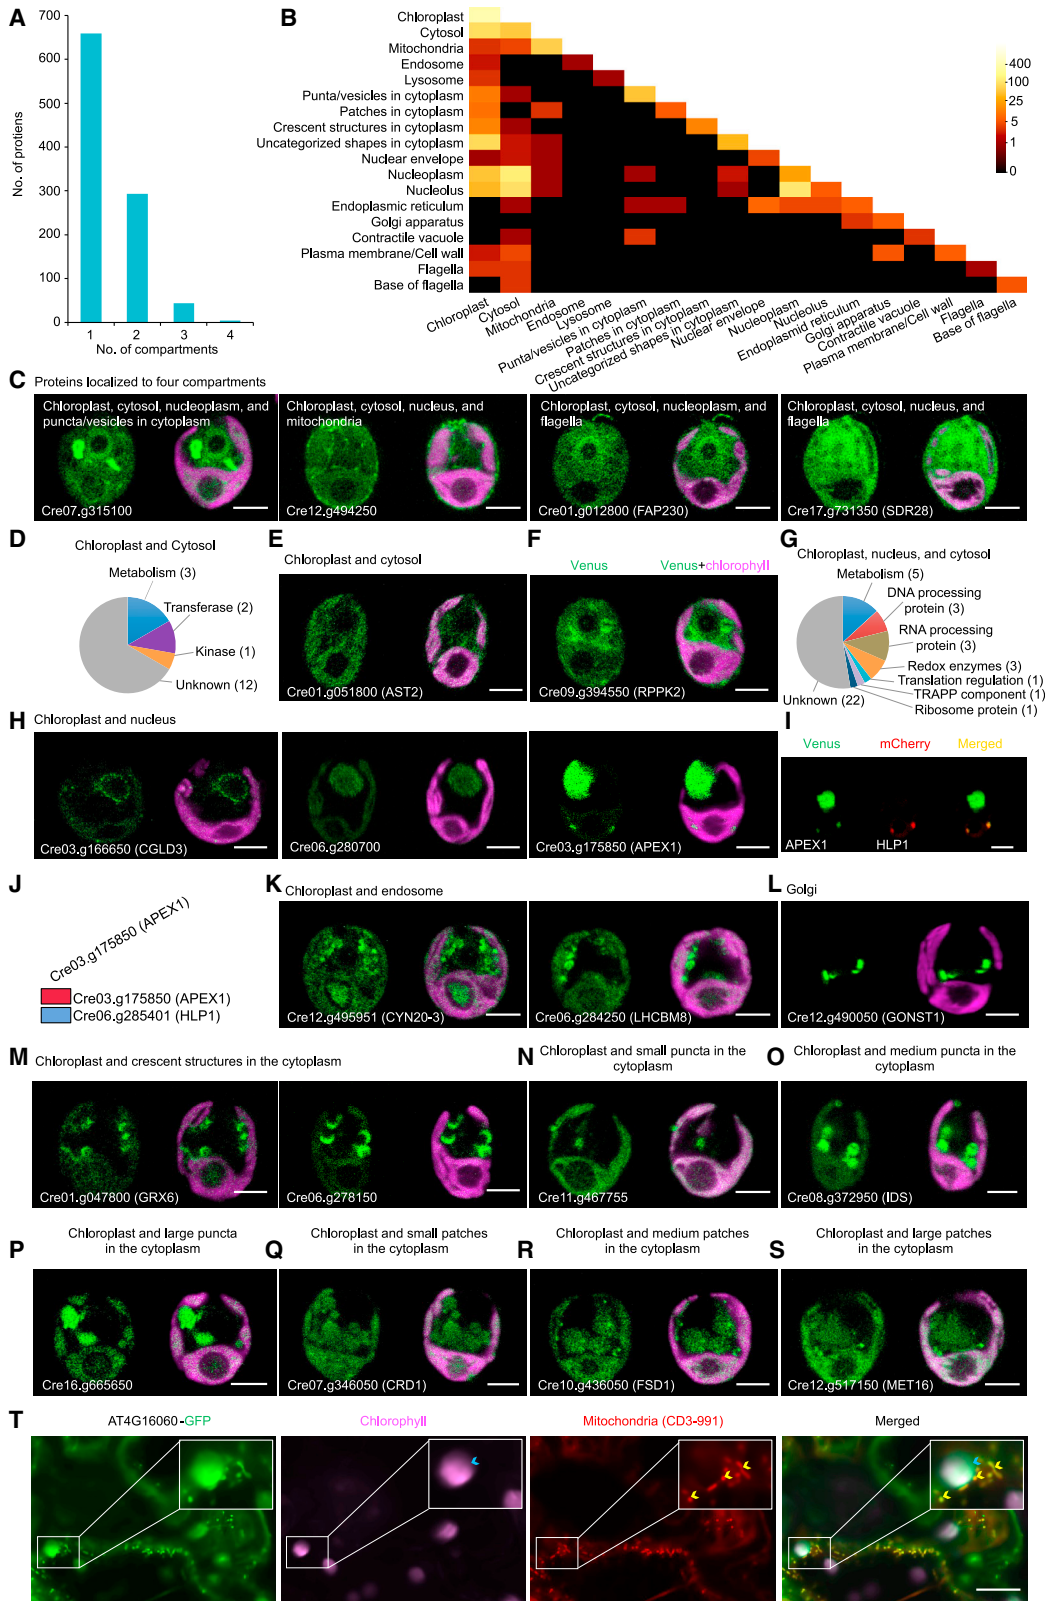 A
No. of protiens
700
600
500
400
300
200
100
0
1 2 3 4
No. of compartments
B
Chloroplast
Cytosol
Mitochondria
Endosome
Lysosome
Punta/vesicles in cytoplasm
Patches in cytoplasm
Crescent structures in cytoplasm
Uncategorized shapes in cytoplasm
Nuclear envelope
Nucleoplasm
Nucleolus
Endoplasmic reticulum
Golgi apparatus
Contractile vacuole
Plasma membrane/Cell wall
Flagella
Base of flagella
Chloroplast
Cytosol
Mitochondria
Endosome
Lysosome
Punta/vesicles in cytoplasm
Patches in cytoplasm
Crescent structures in cytoplasm
Uncategorized shapes in cytoplasm
Nuclear envelope
Nucleoplasm
Nucleolus
Endoplasmid reticulum
Golgi apparatus
Contractile vacuole
Plasma membrane/Cell wall
Flagella
Base of flagella
400
100
25
5
1
0
C
Proteins localized to four compartments
Chloroplast, cytosol, nucleoplasm, and
puncta/vesicles in cytoplasm
Cre07.g315100
Chloroplast, cytosol, nucleus, and
mitochondria
Cre12.g494250
Chloroplast, cytosol, nucleoplasm, and
flagella
Cre01.g012800 (FAP230)
Chloroplast, cytosol, nucleus, and
flagella
Cre17.g731350 (SDR28)
D
Chloroplast and Cytosol
Metabolism (3)
Transferase (2)
Kinase (1)
Unknown (12)
E
Chloroplast and cytosol
Cre01.g051800 (AST2)
F
Venus
Venus+chlorophyll
Cre09.g394550 (RPPK2)
G
Chloroplast, nucleus, and cytosol
Metabolism (5)
DNA processing
protein (3)
RNA processing
protein (3)
Redox enzymes (3)
Translation regulation (1)
TRAPP component (1)
Ribosome protein (1)
Unknown (22)
H
Chloroplast and nucleus
Cre03.g166650 (CGLD3)
Cre06.g280700
Cre03.g175850 (APEX1)
I
Venus
mCherry
Merged
APEX1
HLP1
J
Cre03.g175850 (APEX1)
Cre03.g175850 (APEX1)
Cre06.g285401 (HLP1)
K
Chloroplast and endosome
Cre12.g495951 (CYN20-3)
Cre06.g284250 (LHCBM8)
L
Golgi
Cre12.g490050 (GONST1)
M
Chloroplast and crescent structures in the cytoplasm
Cre01.g047800 (GRX6)
Cre06.g278150
N
Chloroplast and small puncta in the
cytoplasm
Cre11.g467755
O
Chloroplast and medium puncta in the
cytoplasm
Cre08.g372950 (IDS)
P
Chloroplast and large puncta
in the cytoplasm
Cre16.g665650
Q
Chloroplast and small patches
in the cytoplasm
Cre07.g346050 (CRD1)
R
Chloroplast and medium patches
in the cytoplasm
Cre10.g436050 (FSD1)
S
Chloroplast and large patches
in the cytoplasm
Cre12.g517150 (MET16)
T
AT4G16060-GFP
Chlorophyll
Mitochondria (CD3-991)
Merged